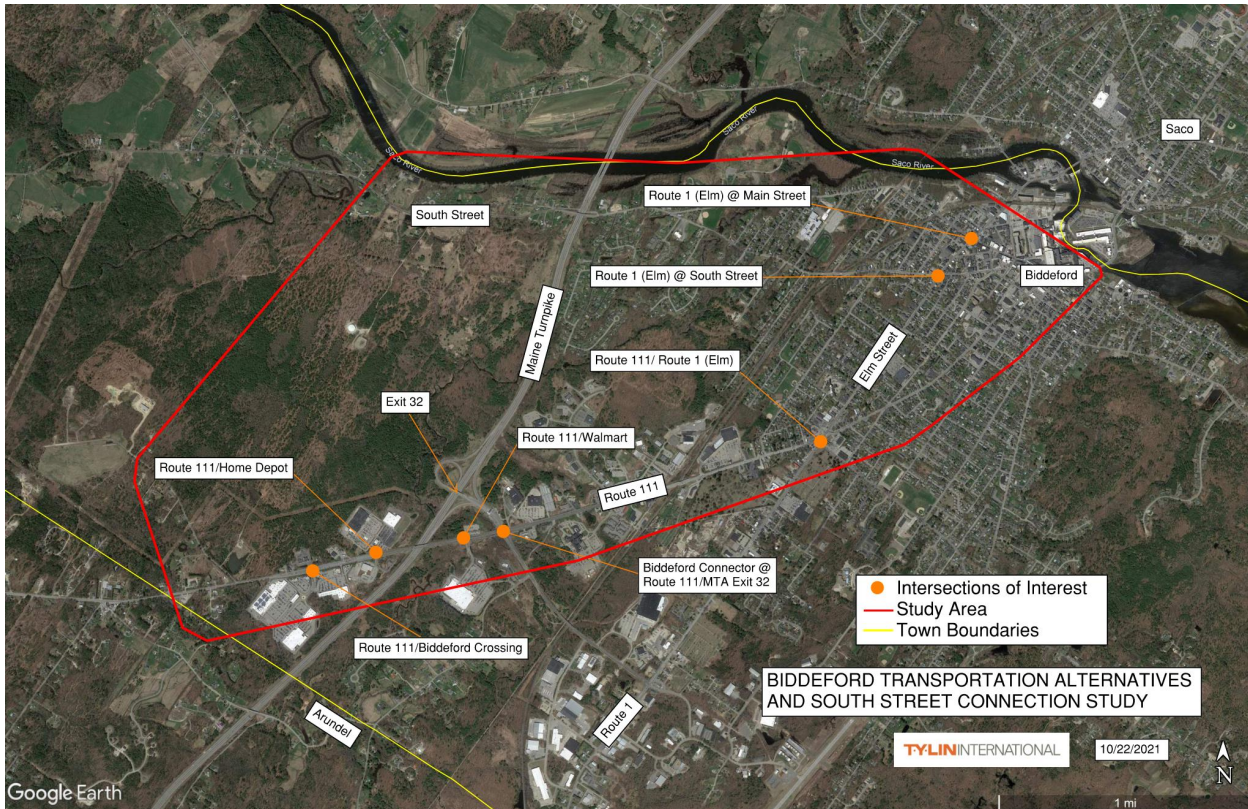 Saco River
Saco River
Saco River
Saco
South Street
Route 1 (Elm) @ Main Street
Route 1 (Elm) @ South Street
Biddeford
Maine Turnpike
Elm Street
Route 111/ Route 1 (Elm)
Exit 32
Route 111/Walmart
Route 111/Home Depot
Route 111
Biddeford Connector @
Route 111/MTA Exit 32
Route 111/Biddeford Crossing
Arundel
Route 1
Intersections of Interest
Study Area
Town Boundaries
BIDDEFORD TRANSPORTATION ALTERNATIVES
AND SOUTH STREET CONNECTION STUDY
TYLININTERNATIONAL
10/22/2021
N
Google Earth
1 mi